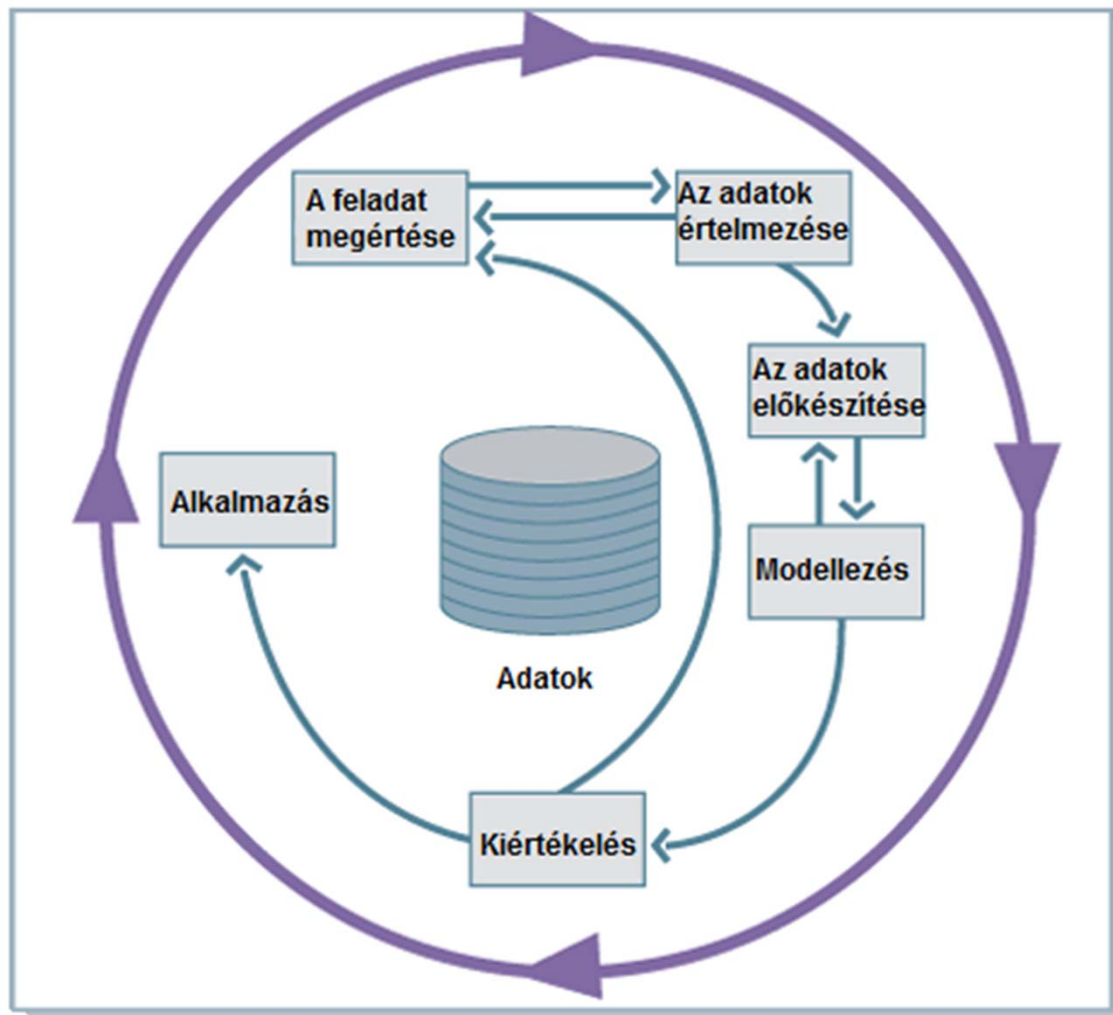 A feladat
megértése
Az adatok
értelmezése
Az adatok
előkészítése
Alkalmazás
Modellezés
Adatok
Kiértékelés